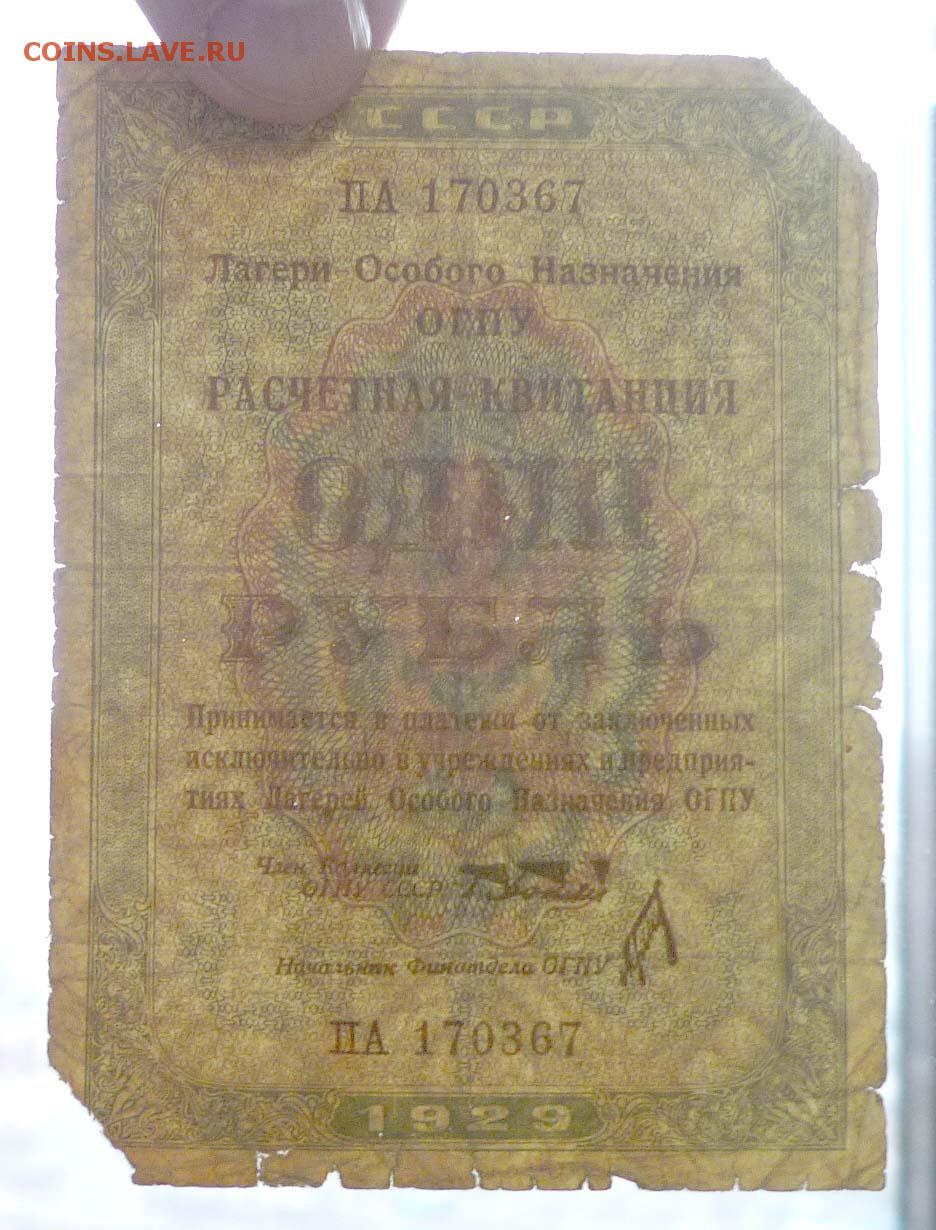 COINS.LAVE.RU
СССР
ПА 170367
Лагери Особого Назначения
ОГПУ
РАСЧЕТНАЯ КВИТАНЦИЯ
ОДИН
РУБЛЬ
Принимается в платежи от заключенных
исключительно в учреждениях и предприя-
тиях Лагерей Особого Назначения ОГПУ
Член Коллегии
ОГПУ СССР
Начальник Финотдела ОГПУ
ПА 170367
1929